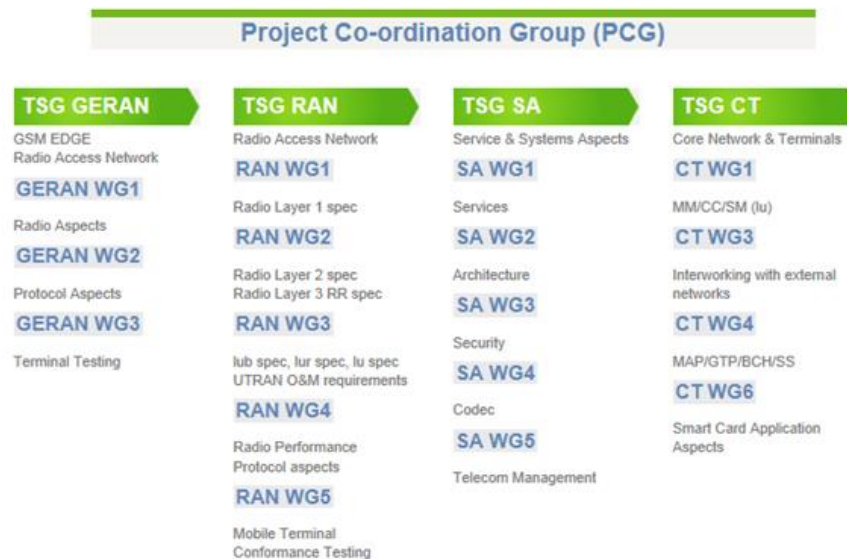 Project Co-ordination Group (PCG)
TSG GERAN
GSM EDGE
Radio Access Network
GERAN WG1
Radio Aspects
GERAN WG2
Protocol Aspects
GERAN WG3
Terminal Testing
TSG RAN
Radio Access Network
RAN WG1
Radio Layer 1 spec
RAN WG2
Radio Layer 2 spec
Radio Layer 3 RR spec
RAN WG3
lub spec, lur spec, lu spec
UTRAN O&M requirements
RAN WG4
Radio Performance
Protocol aspects
RAN WG5
Mobile Terminal
Conformance Testing
TSG SA
Service & Systems Aspects
SA WG1
Services
SA WG2
Architecture
SA WG3
Security
SA WG4
Codec
SA WG5
Telecom Management
TSG CT
Core Network & Terminals
CT WG1
MM/CC/SM (lu)
CT WG3
Interworking with external
networks
CT WG4
MAP/GTP/BCH/SS
CT WG6
Smart Card Application
Aspects